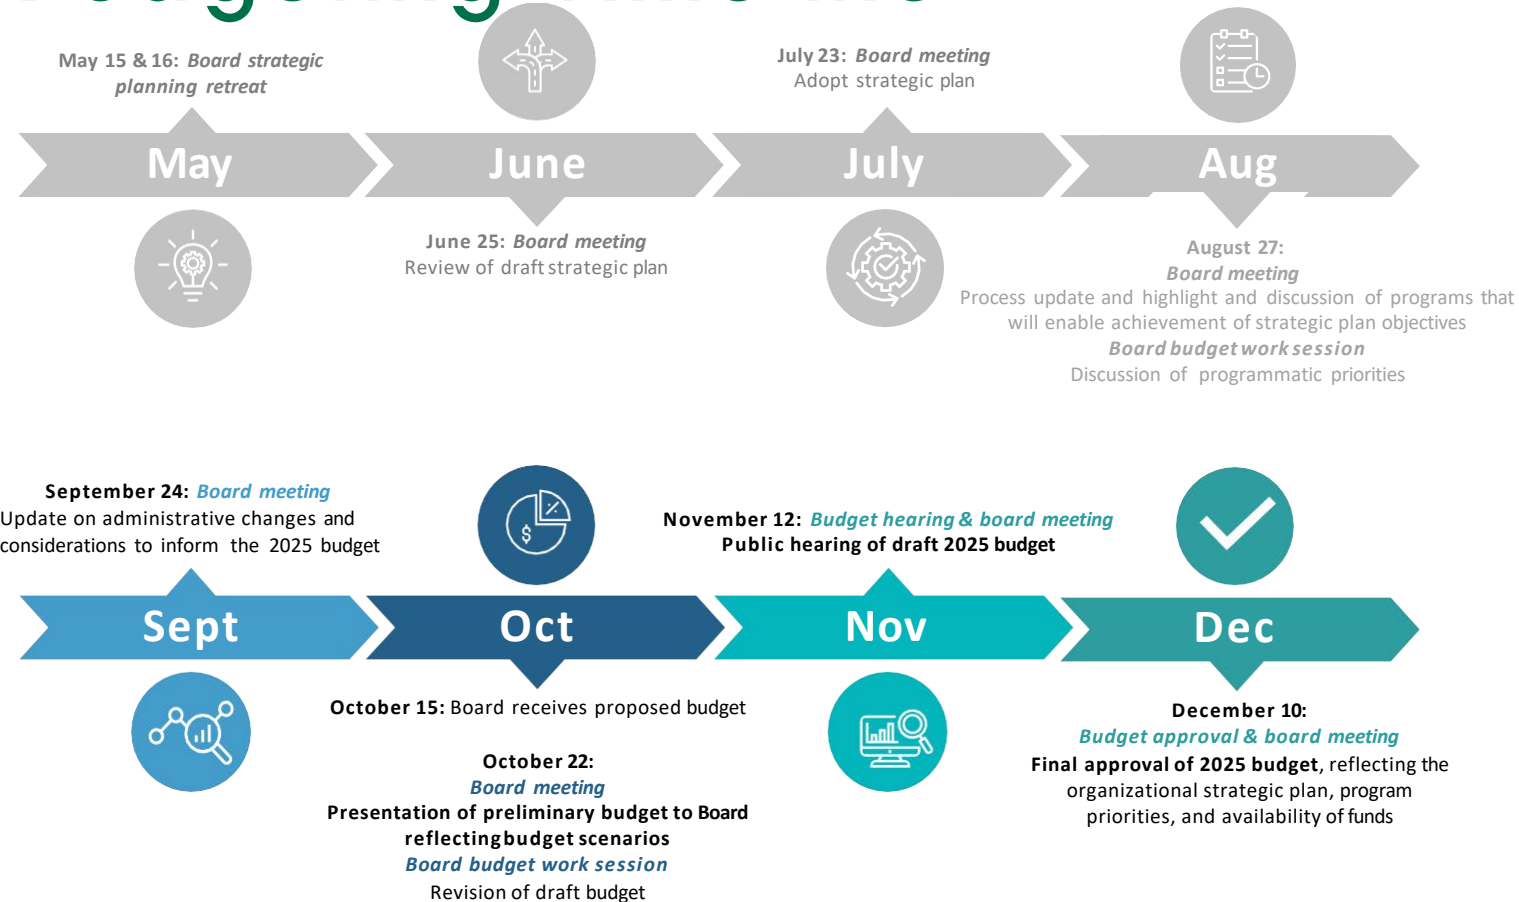 Budgeting Timeline
May 15 & 16: Board strategic
planning retreat
July 23: Board meeting
Adopt strategic plan
May
June
July
Aug
June 25: Board meeting
Review of draft strategic plan
August 27:
Board meeting
Process update and highlight and discussion of programs that
will enable achievement of strategic plan objectives
Board budget work session
Discussion of programmatic priorities
September 24: Board meeting
Update on administrative changes and
considerations to inform the 2025 budget
November 12: Budget hearing & board meeting
Public hearing of draft 2025 budget
Sept
Oct
Nov
Dec
October 15: Board receives proposed budget
October 22:
Board meeting
Presentation of preliminary budget to Board
reflecting budget scenarios
Board budget work session
Revision of draft budget
December 10:
Budget approval & board meeting
Final approval of 2025 budget, reflecting the
organizational strategic plan, program
priorities, and availability of funds